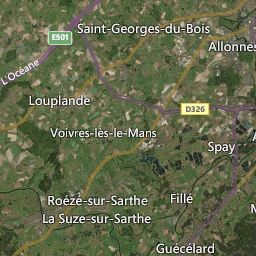 Saint-Georges-du-Bois
E501
Allonnes
L'Océane
Louplande
D326
Voivres-lès-le-Mans
Spay
Roézé-sur-Sarthe
Fillé
La Suze-sur-Sarthe
Guécélard